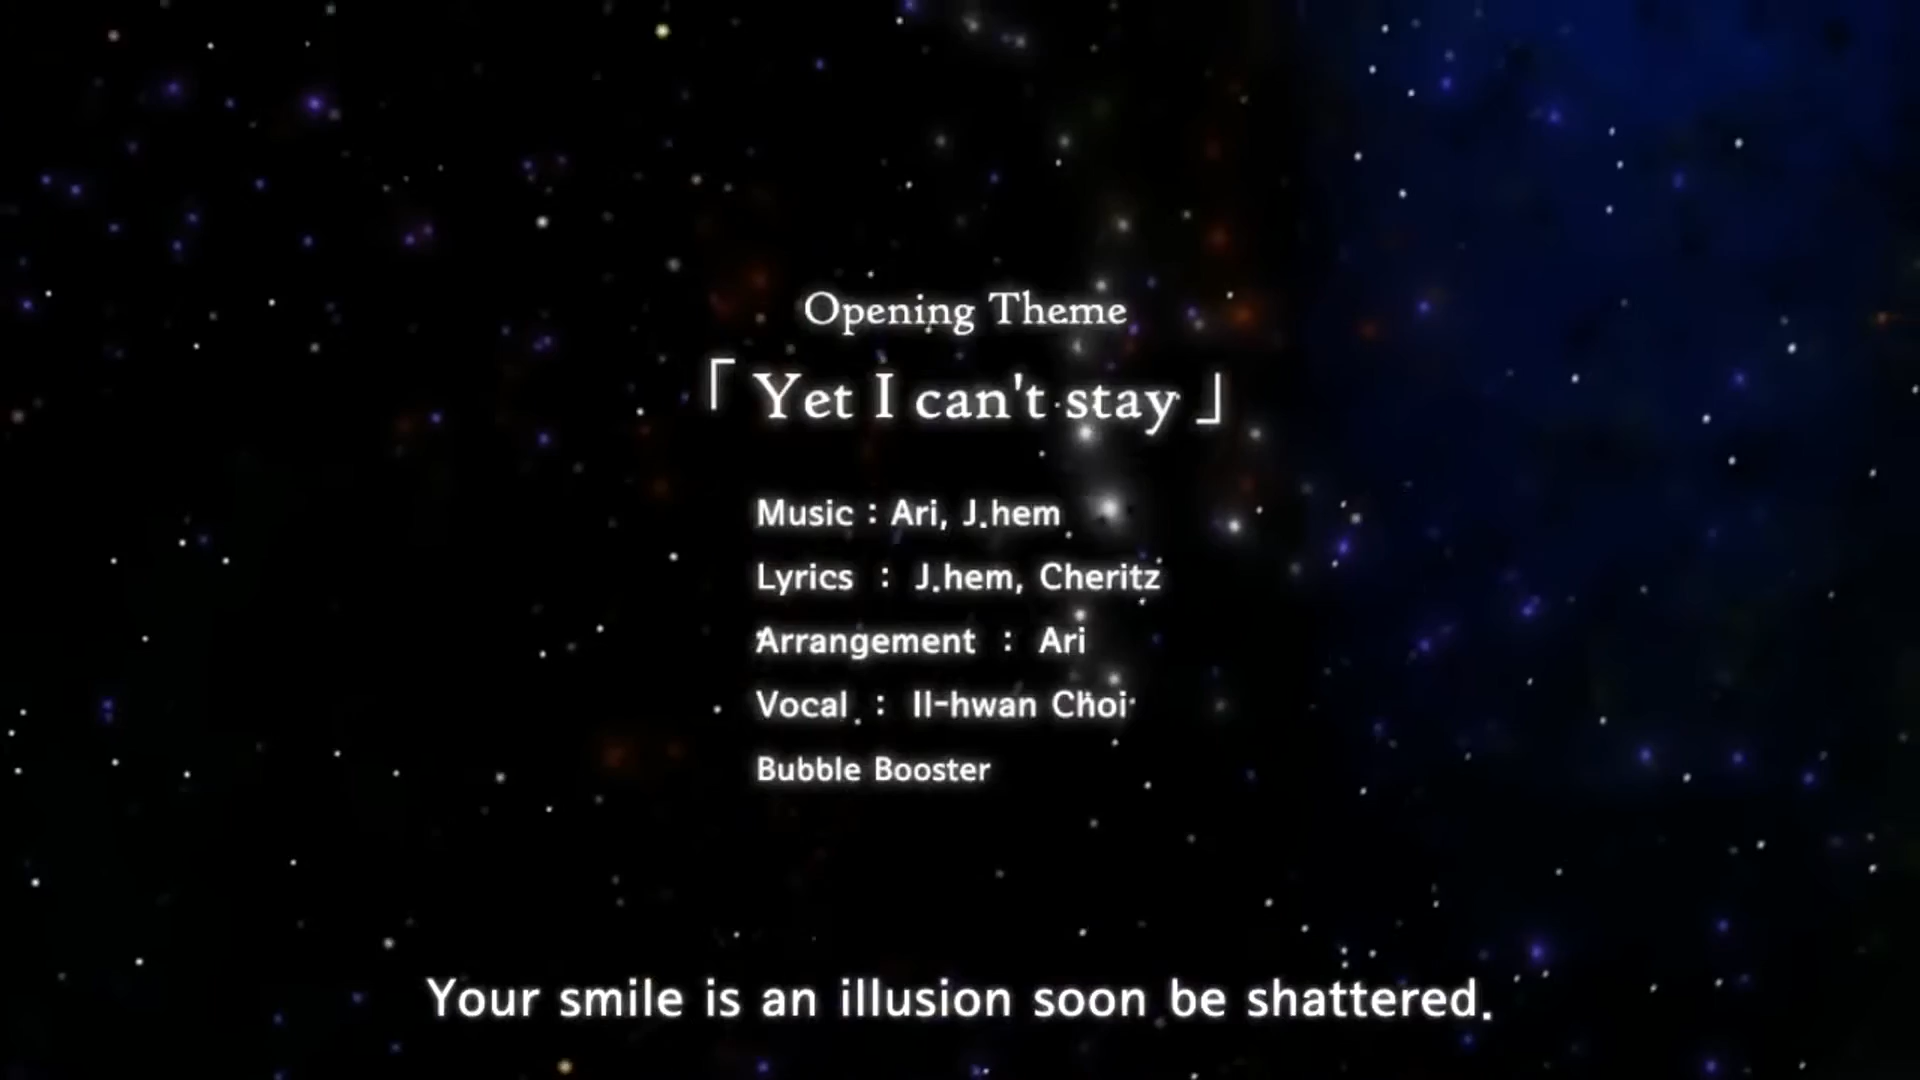 Opening Theme
「Yet I can't stay」
Music : Ari, J.hem
Lyrics : J.hem, Cheritz
Arrangement : Ari
Vocal : Il-hwan Choi
Bubble Booster
Your smile is an illusion soon be shattered.